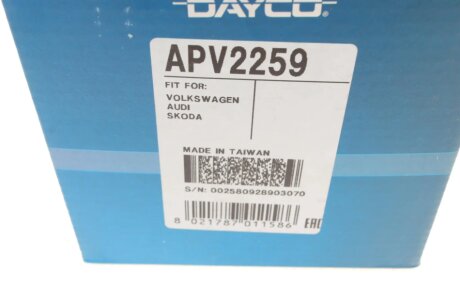 DAYCO
APV2259
FIT FOR:
VOLKSWAGEN
AUDI
SKODA
MADE IN TAIWAN
S/N: 002580928903070
8 021787 011586
EAC